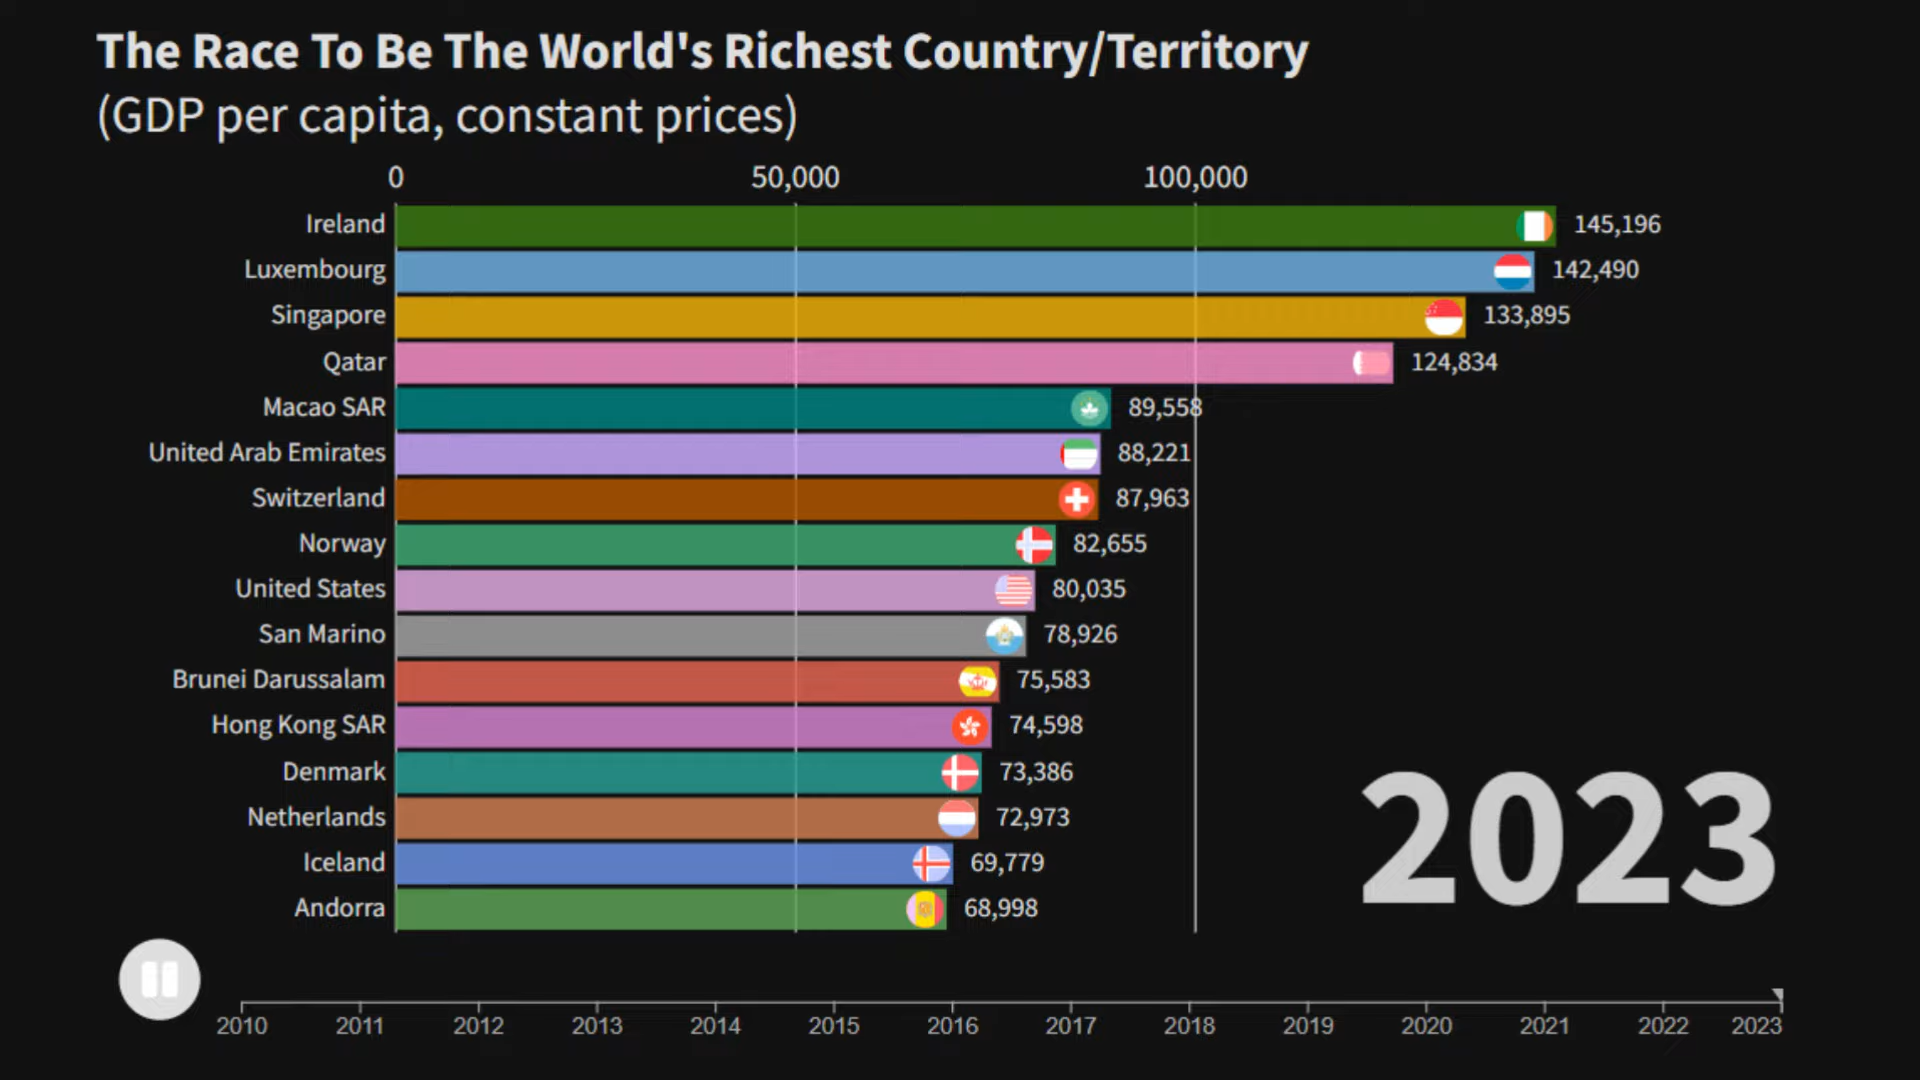 The Race To Be The World's Richest Country/Territory
(GDP per capita, constant prices)
0 50,000 100,000
Ireland 145,196
Luxembourg 142,490
Singapore 133,895
Qatar 124,834
Macao SAR 89,558
United Arab Emirates 88,221
Switzerland 87,963
Norway 82,655
United States 80,035
San Marino 78,926
Brunei Darussalam 75,583
Hong Kong SAR 74,598
Denmark 73,386
Netherlands 72,973
Iceland 69,779
Andorra 68,998
2023
2010 2011 2012 2013 2014 2015 2016 2017 2018 2019 2020 2021 2022 2023